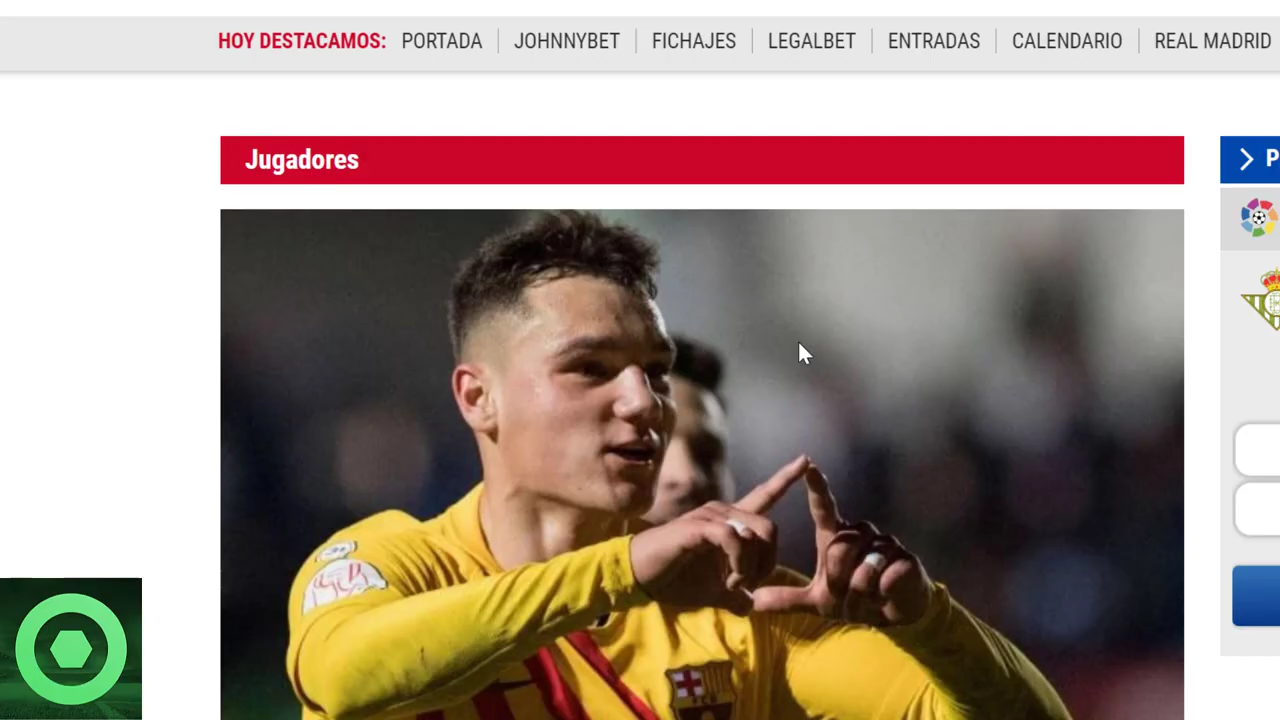 HOY DESTACAMOS: PORTADA JOHNNYBET FICHAJES LEGALBET ENTRADAS CALENDARIO REAL MADRID
Jugadores
P